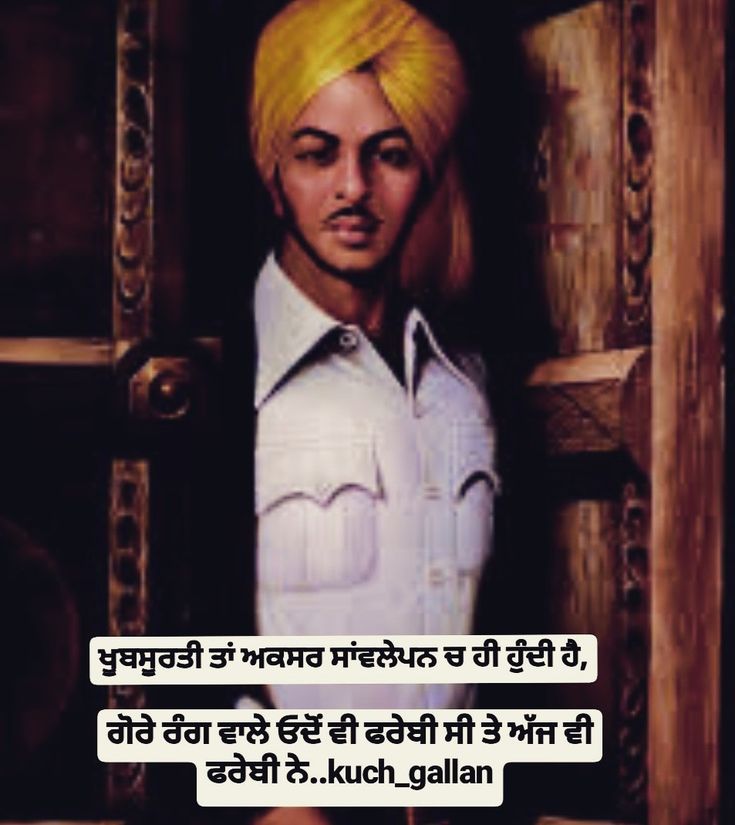 ਖੂਬਸੂਰਤੀ ਤਾਂ ਅਕਸਰ ਸਾਂਵਲੇਪਨ ਚ ਹੀ ਹੁੰਦੀ ਹੈ,
ਗੋਰੇ ਰੰਗ ਵਾਲੇ ਓਦੋਂ ਵੀ ਫਰੇਬੀ ਸੀ ਤੇ ਅੱਜ ਵੀ
ਫਰੇਬੀ ਨੇ..kuch_gallan